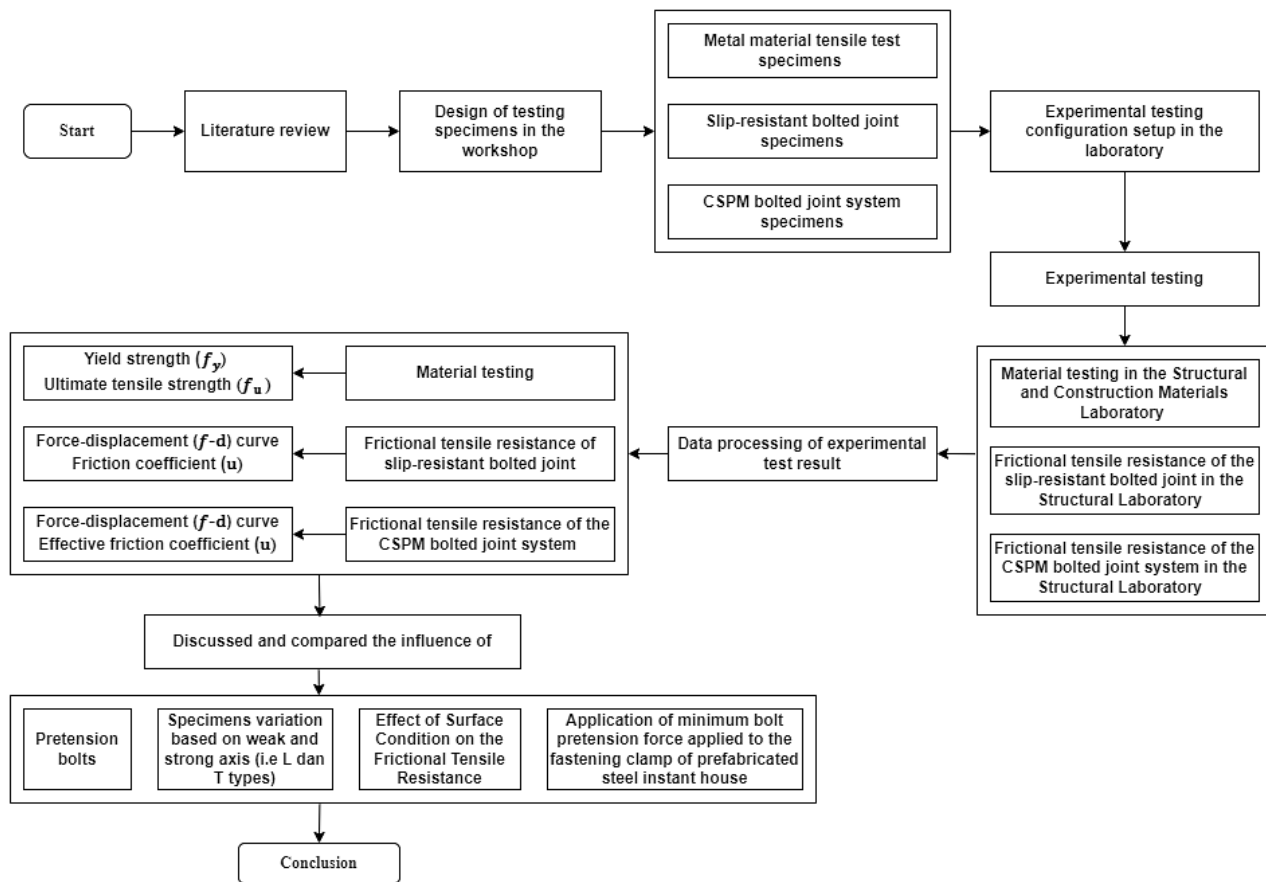 Start
Literature review
Design of testing
specimens in the
workshop
Metal material tensile test
specimens
Slip-resistant bolted joint
specimens
CSPM bolted joint system
specimens
Experimental testing
configuration setup in the
laboratory
Experimental testing
Material testing in the Structural
and Construction Materials
Laboratory
Frictional tensile resistance of the
slip-resistant bolted joint in the
Structural Laboratory
Frictional tensile resistance of the
CSPM bolted joint system in the
Structural Laboratory
Data processing of experimental
test result
Material testing
Yield strength (f_y)
Ultimate tensile strength (f_u)
Frictional tensile resistance of
slip-resistant bolted joint
Force-displacement (f-d) curve
Friction coefficient (u)
Frictional tensile resistance of the
CSPM bolted joint system
Force-displacement (f-d) curve
Effective friction coefficient (u)
Discussed and compared the influence of
Pretension
bolts
Specimens variation
based on weak and
strong axis (i.e L dan
T types)
Effect of Surface
Condition on the
Frictional Tensile
Resistance
Application of minimum bolt
pretension force applied to the
fastening clamp of prefabricated
steel instant house
Conclusion